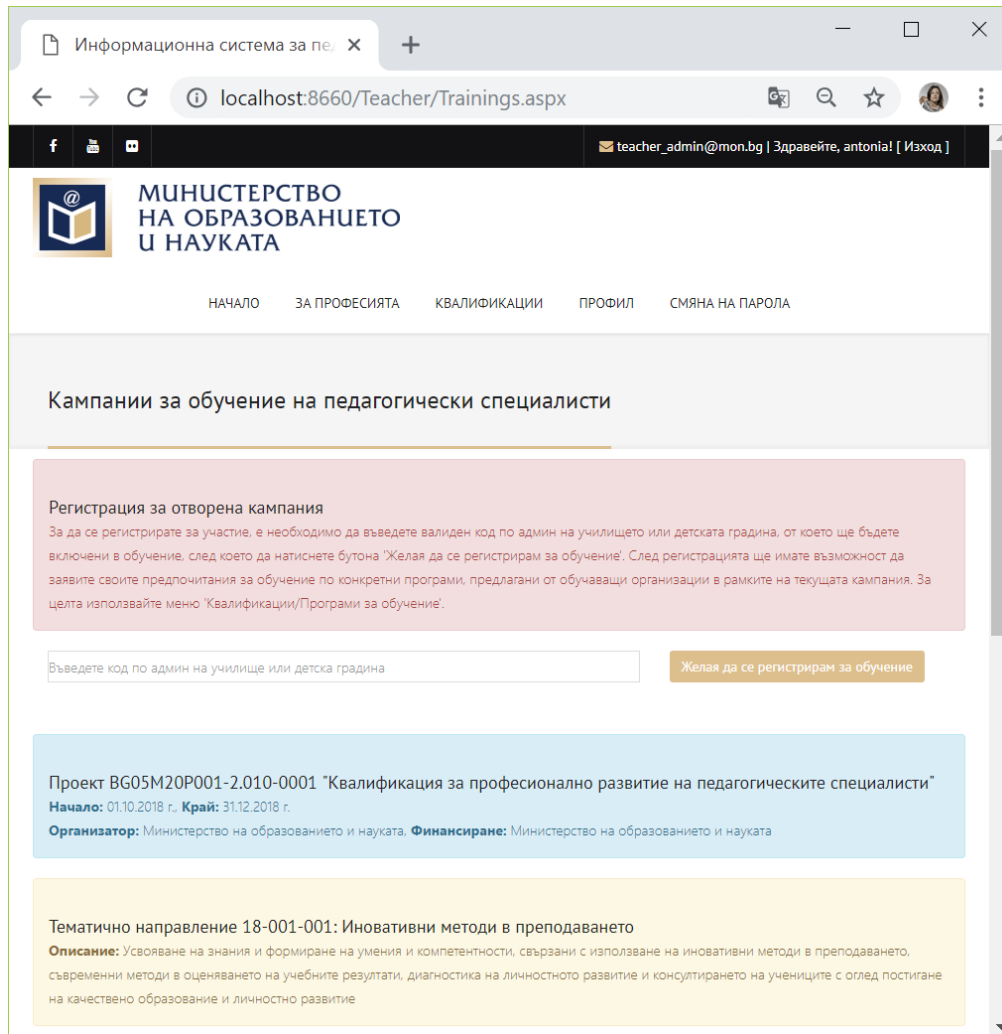 Информационна система за пе
localhost:8660/Teacher/Trainings.aspx
teacher_admin@mon.bg | Здравейте, antonia! [ Изход ]
МИНИСТЕРСТВО
НА ОБРАЗОВАНИЕТО
И НАУКАТА
НАЧАЛО ЗА ПРОФЕСИЯТА КВАЛИФИКАЦИИ ПРОФИЛ СМЯНА НА ПАРОЛА
Кампании за обучение на педагогически специалисти
Регистрация за отворена кампания
За да се регистрирате за участие, е необходимо да въведете валиден код по админ на училището или детската градина, от което ще бъдете
включени в обучение, след което да натиснете бутона 'Желая да се регистрирам за обучение'. След регистрацията ще имате възможност да
заявите своите предпочитания за обучение по конкретни програми, предлагани от обучаващи организации в рамките на текущата кампания. За
целта използвайте меню 'Квалификации/Програми за обучение'.
Въведете код по админ на училище или детска градина
Желая да се регистрирам за обучение
Проект BG05M20P001-2.010-0001 "Квалификация за професионално развитие на педагогическите специалисти"
Начало: 01.10.2018 г., Край: 31.12.2018 г.
Организатор: Министерство на образованието и науката, Финансиране: Министерство на образованието и науката
Тематично направление 18-001-001: Иновативни методи в преподаването
Описание: Усвояване на знания и формиране на умения и компетентности, свързани с използване на иновативни методи в преподаването,
съвременни методи в оценяването на учебните резултати, диагностика на личностното развитие и консултирането на учениците с оглед постигане
на качествено образование и личностно развитие